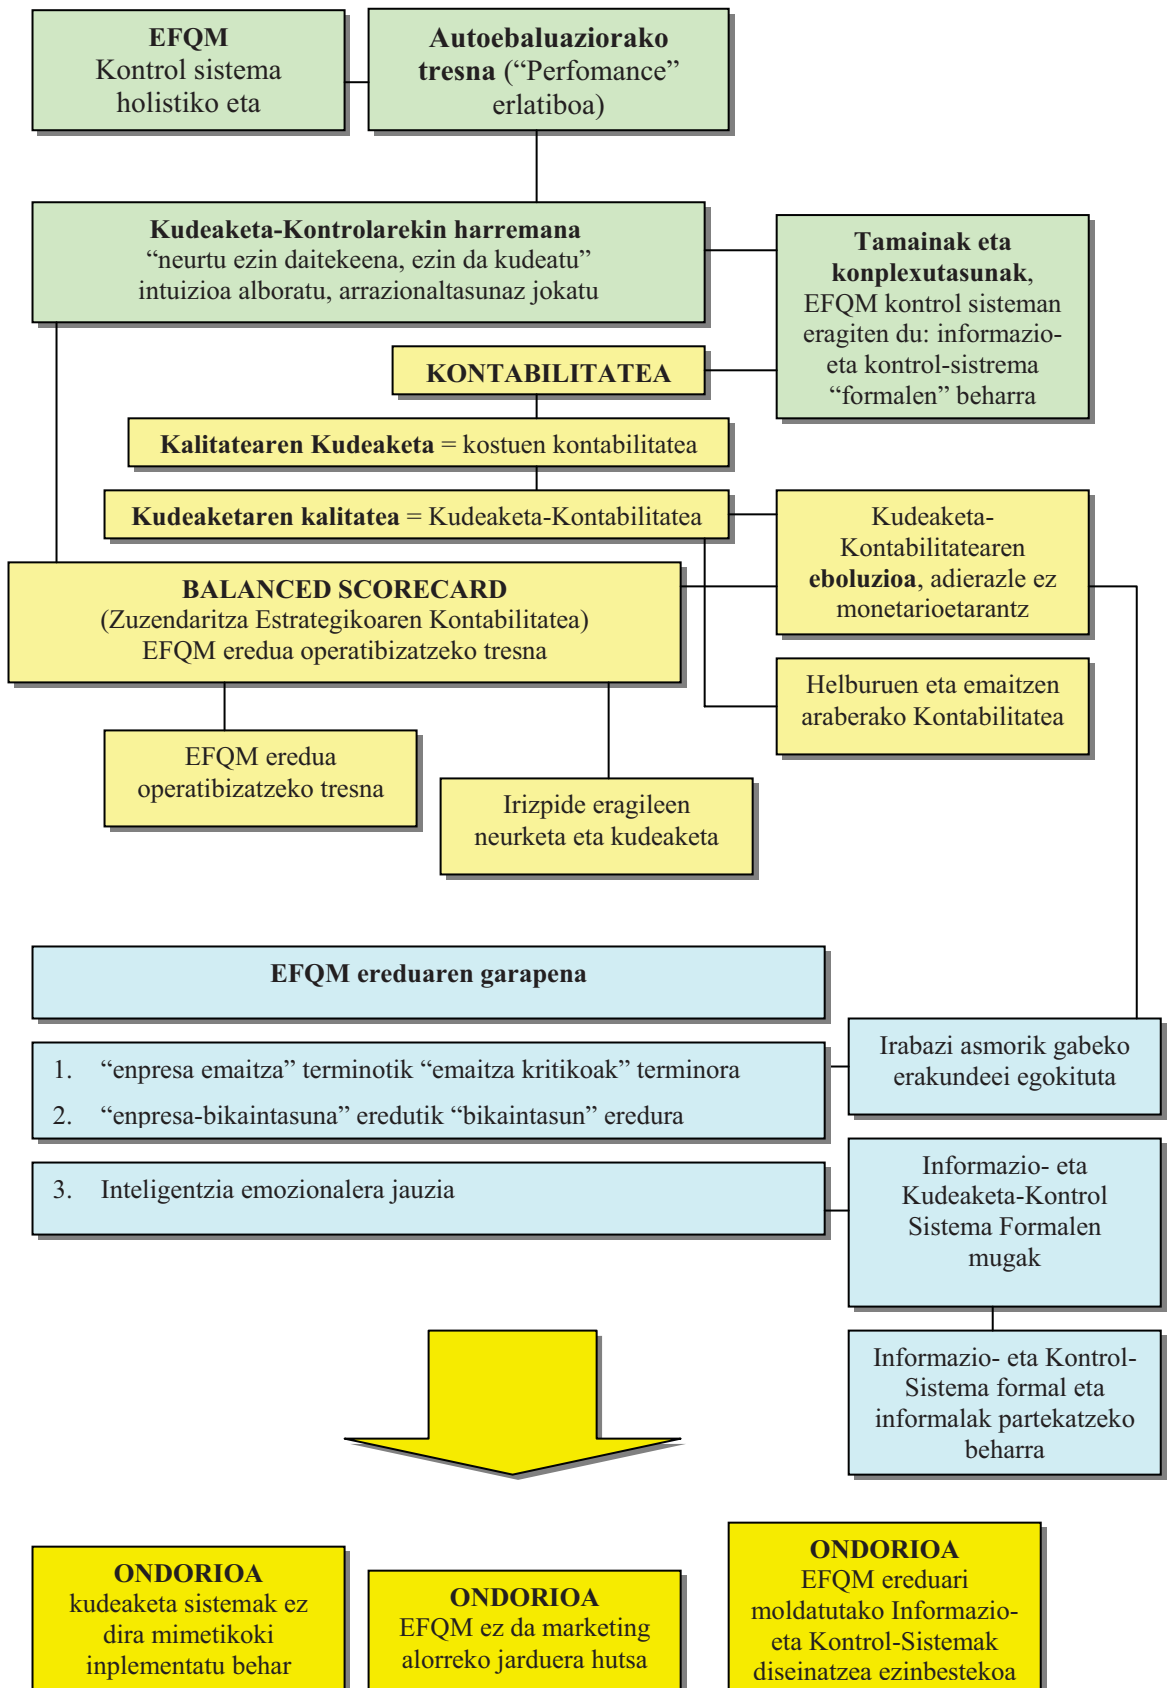 EFQM
Kontrol sistema
holistiko eta
Autoebaluaziorako
tresna (“Perfomance”
erlatiboa)
Kudeaketa-Kontrolarekin harremana
“neurtu ezin daitekeena, ezin da kudeatu”
intuizioa alboratu, arrazionaltasunaz jokatu
Tamainak eta
konplexutasunak,
EFQM kontrol sisteman
eragiten du: informazio-
eta kontrol-sistrema
“formalen” beharra
KONTABILITATEA
Kalitatearen Kudeaketa = kostuen kontabilitatea
Kudeaketaren kalitatea = Kudeaketa-Kontabilitatea
Kudeaketa-
Kontabilitatearen
eboluzioa, adierazle ez
monetarioetarantz
BALANCED SCORECARD
(Zuzendaritza Estrategikoaren Kontabilitatea)
EFQM eredua operatibizatzeko tresna
Helburuen eta emaitzen
araberako Kontabilitatea
EFQM eredua
operatibizatzeko tresna
Irizpide eragileen
neurketa eta kudeaketa
EFQM ereduaren garapena
1. “enpresa emaitza” terminotik “emaitza kritikoak” terminora
2. “enpresa-bikaintasuna” eredutik “bikaintasun” eredura
Irabazi asmorik gabeko
erakundeei egokituta
3. Inteligentzia emozionalera jauzia
Informazio- eta
Kudeaketa-Kontrol
Sistema Formalen
mugak
Informazio- eta Kontrol-
Sistema formal eta
informalak partekatzeko
beharra
ONDORIOA
kudeaketa sistemak ez
dira mimetikoki
inplementatu behar
ONDORIOA
EFQM ez da marketing
alorreko jarduera hutsa
ONDORIOA
EFQM ereduari
moldatutako Informazio-
eta Kontrol-Sistemak
diseinatzea ezinbestekoa